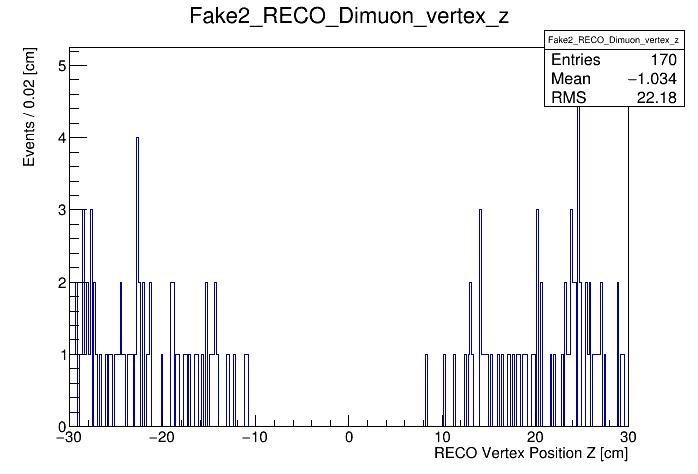 Fake2_RECO_Dimuon_vertex_z
Fake2_RECO_Dimuon_vertex_z
Entries 170
Mean −1.034
RMS 22.18
Events / 0.02 [cm]
5
4
3
2
1
0
−30 −20 −10 0 10 20 30
RECO Vertex Position Z [cm]